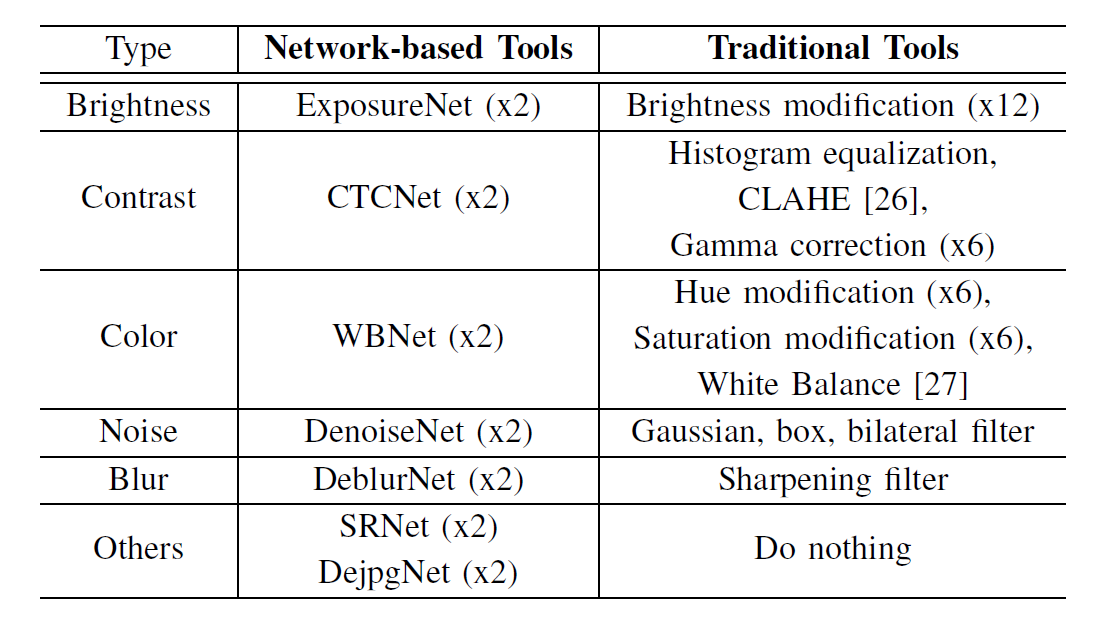 Type Network-based Tools Traditional Tools
Brightness ExposureNet (x2) Brightness modification (x12)
Contrast CTCNet (x2) Histogram equalization,
CLAHE [26],
Gamma correction (x6)
Color WBNet (x2) Hue modification (x6),
Saturation modification (x6),
White Balance [27]
Noise DenoiseNet (x2) Gaussian, box, bilateral filter
Blur DeblurNet (x2) Sharpening filter
Others SRNet (x2)
DejpgNet (x2) Do nothing